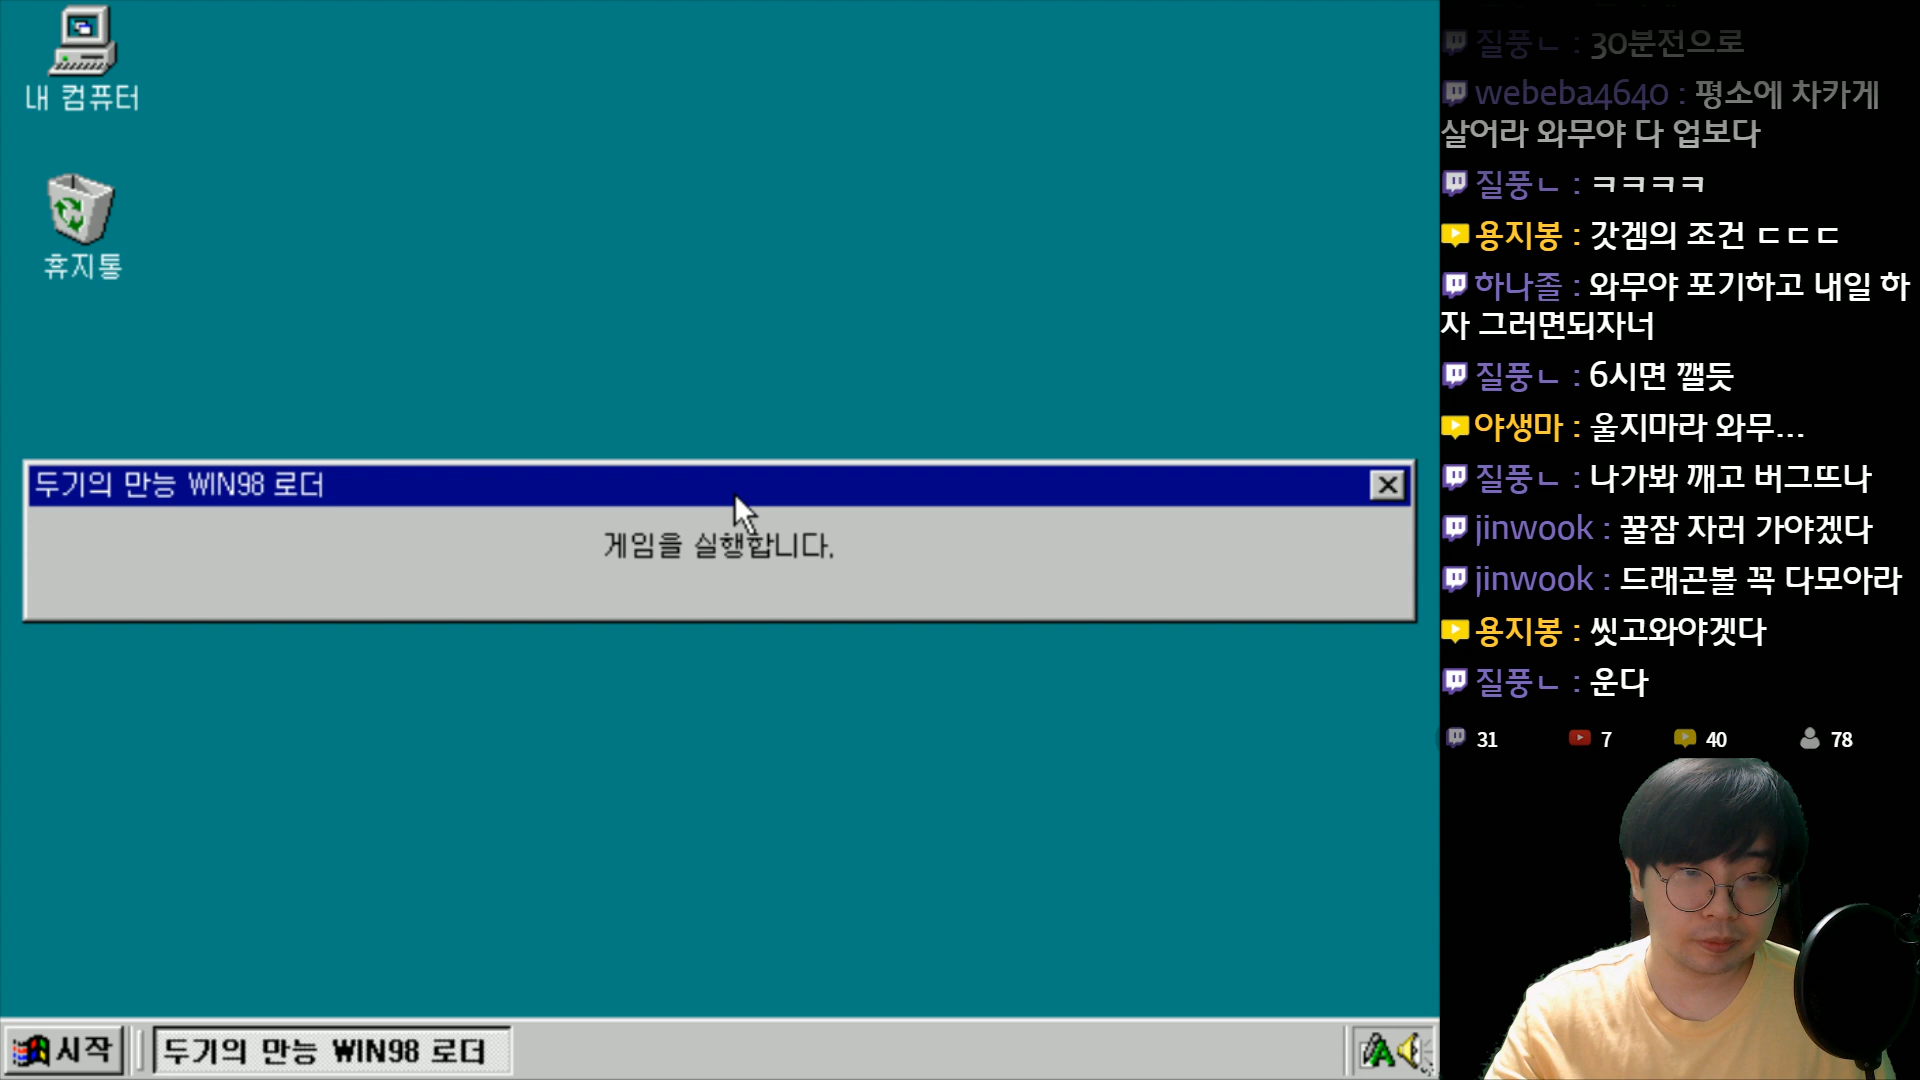 내 컴퓨터
휴지통
두기의 만능 WIN98 로더
게임을 실행합니다.
시작
두기의 만능 WIN98 로더
질풍ㄴ : 30분전으로
webeba4640 : 평소에 차카게
살어라 와무야 다 업보다
질풍ㄴ : ㅋㅋㅋㅋ
용지봉 : 갓겜의 조건 ㄷㄷㄷ
하나졸 : 와무야 포기하고 내일 하
자 그러면되자너
질풍ㄴ : 6시면 깰듯
야생마 : 울지마라 와무...
질풍ㄴ : 나가봐 깨고 버그뜨나
jinwook : 꿀잠 자러 가야겠다
jinwook : 드래곤볼 꼭 다모아라
용지봉 : 씻고와야겟다
질풍ㄴ : 운다
31 7 40 78